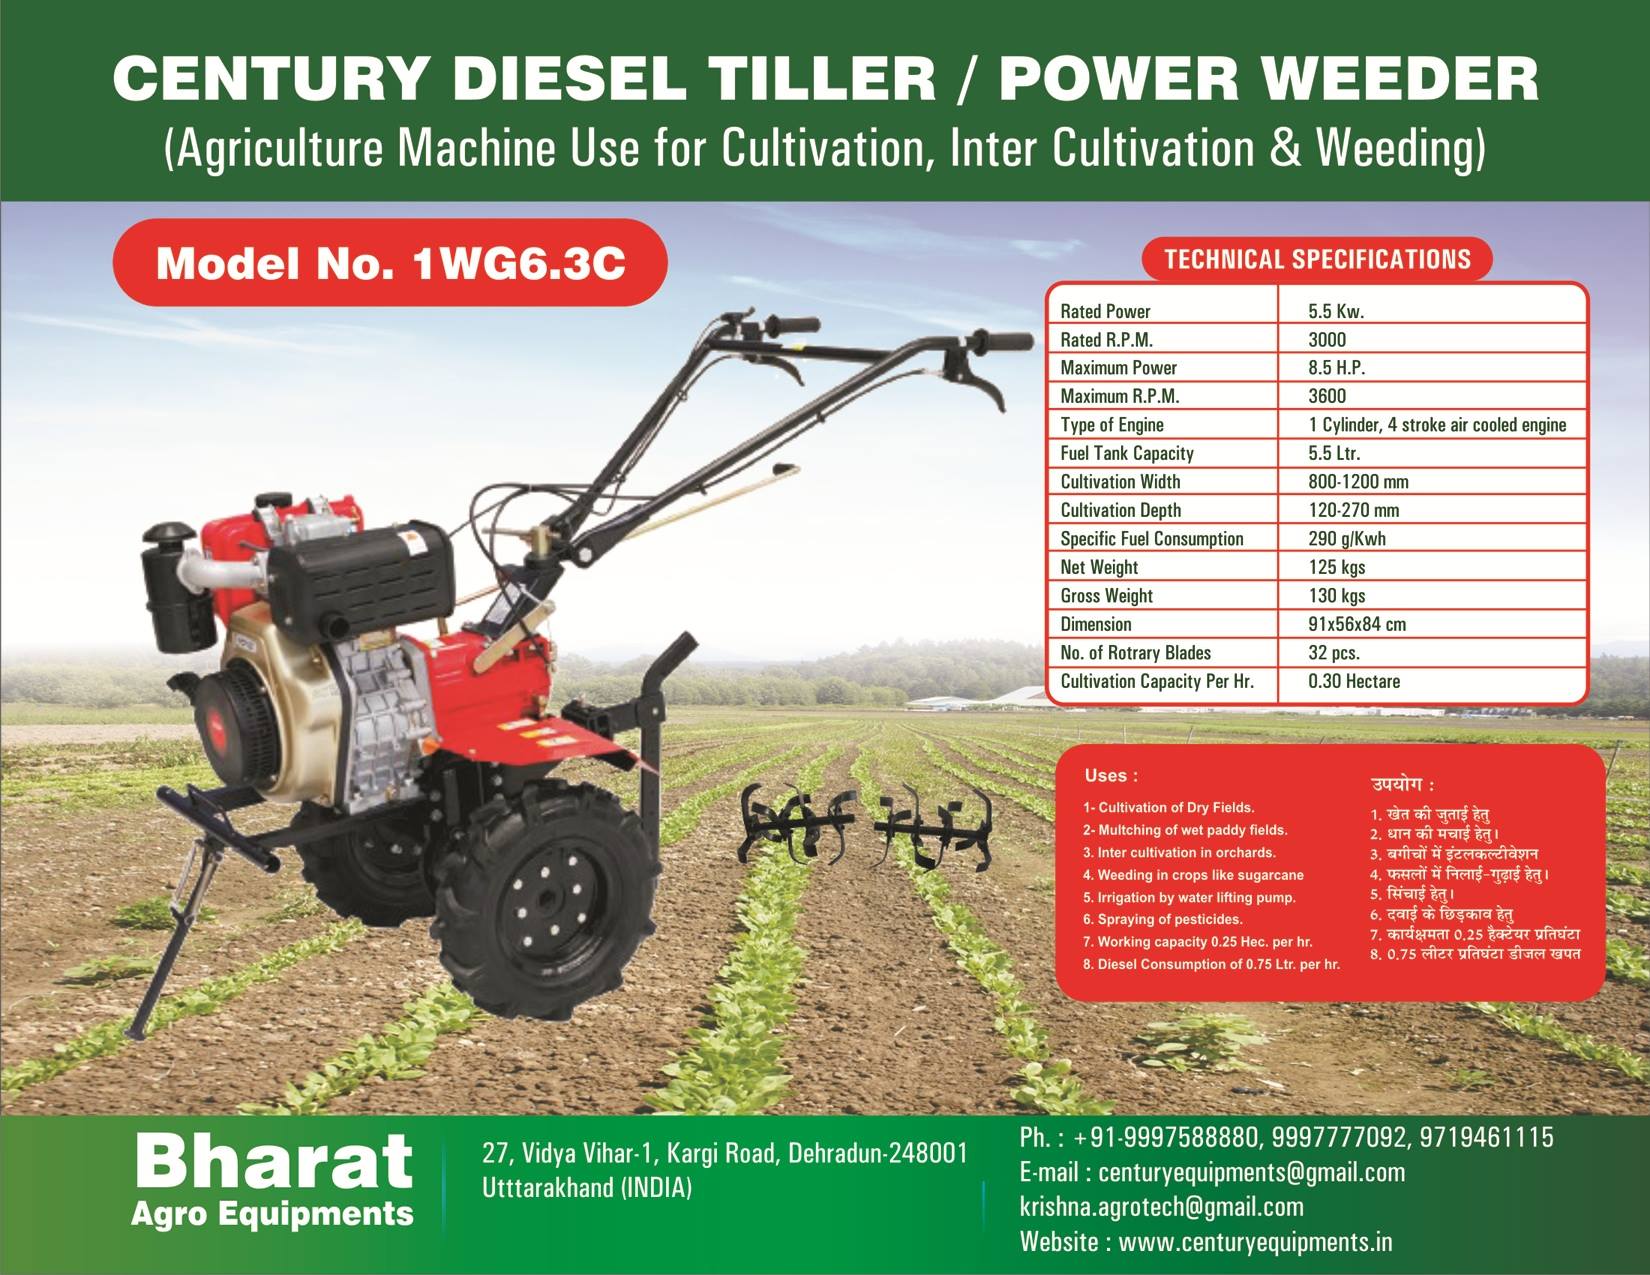 CENTURY DIESEL TILLER / POWER WEEDER
(Agriculture Machine Use for Cultivation, Inter Cultivation & Weeding)
Model No. 1WG6.3C
TECHNICAL SPECIFICATIONS
Rated Power 5.5 Kw.
Rated R.P.M. 3000
Maximum Power 8.5 H.P.
Maximum R.P.M. 3600
Type of Engine 1 Cylinder, 4 stroke air cooled engine
Fuel Tank Capacity 5.5 Ltr.
Cultivation Width 800-1200 mm
Cultivation Depth 120-270 mm
Specific Fuel Consumption 290 g/Kwh
Net Weight 125 kgs
Gross Weight 130 kgs
Dimension 91x56x84 cm
No. of Rotrary Blades 32 pcs.
Cultivation Capacity Per Hr. 0.30 Hectare
Uses :
1- Cultivation of Dry Fields.
2- Multching of wet paddy fields.
3. Inter cultivation in orchards.
4. Weeding in crops like sugarcane
5. Irrigation by water lifting pump.
6. Spraying of pesticides.
7. Working capacity 0.25 Hec. per hr.
8. Diesel Consumption of 0.75 Ltr. per hr.
उपयोग :
1. खेत की जुताई हेतु
2. धान की मचाई हेतु।
3. बगीचों में इंटलकल्टीवेशन
4. फसलों में निलाई-गुढ़ाई हेतु।
5. सिंचाई हेतु।
6. दवाई के छिड़काव हेतु
7. कार्यक्षमता 0.25 हैक्टेयर प्रतिघंटा
8. 0.75 लीटर प्रतिघंटा डीजल खपत
Bharat
Agro Equipments
27, Vidya Vihar-1, Kargi Road, Dehradun-248001
Utttarakhand (INDIA)
Ph. : +91-9997588880, 9997777092, 9719461115
E-mail : centuryequipments@gmail.com
krishna.agrotech@gmail.com
Website : www.centuryequipments.in